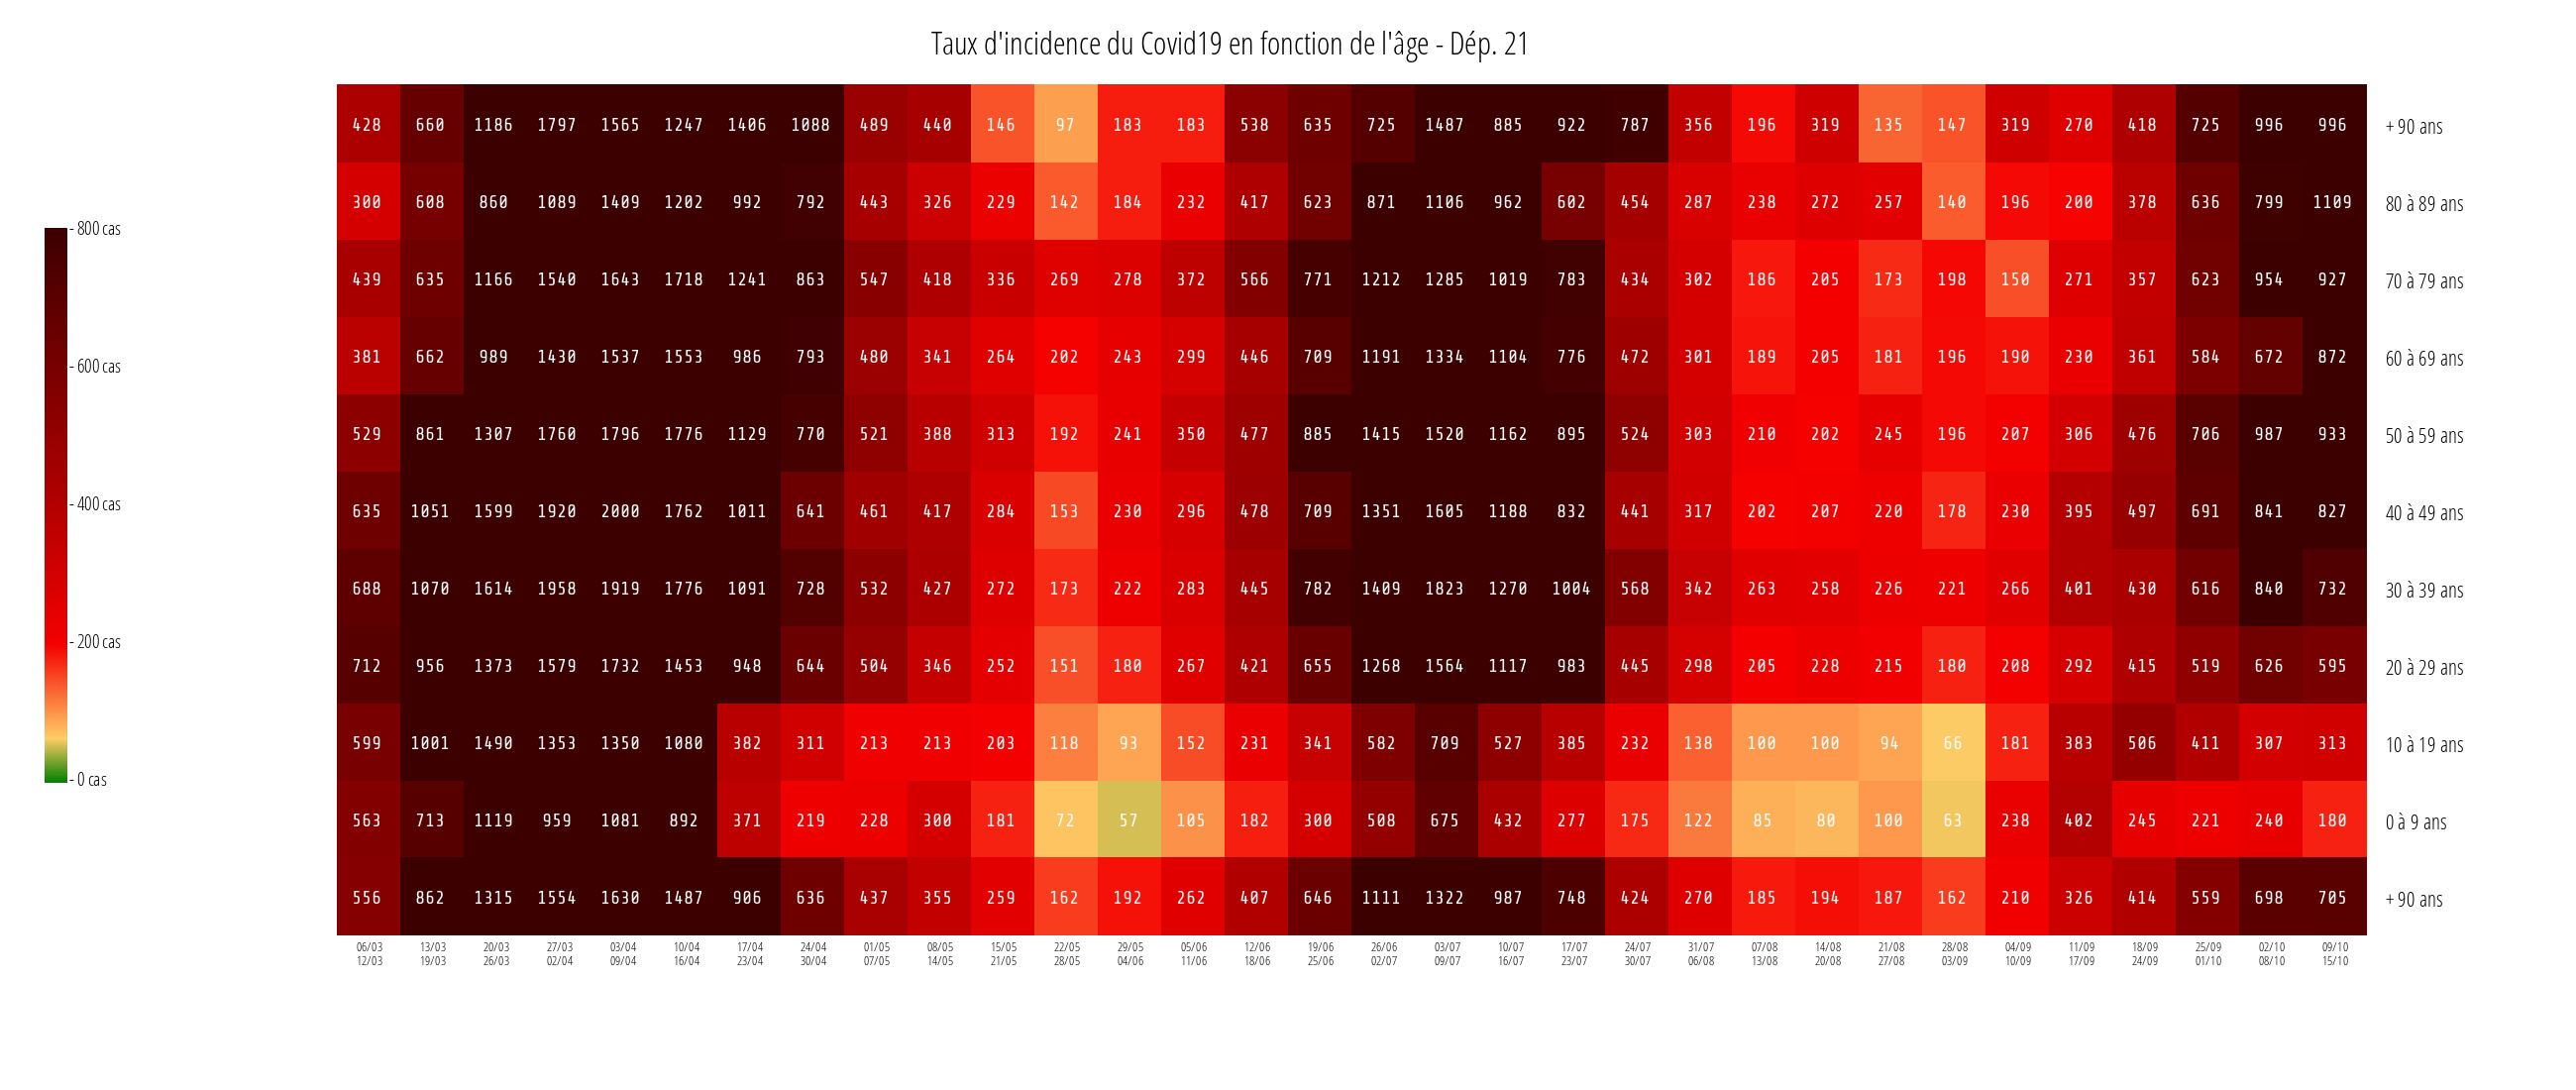 Taux d'incidence du Covid19 en fonction de l'âge - Dép. 21
- 800 cas
- 600 cas
- 400 cas
- 200 cas
- 0 cas
428 660 1186 1797 1565 1247 1406 1088 489 440 146 97 183 183 538 635 725 1487 885 922 787 356 196 319 135 147 319 270 418 725 996 996 + 90 ans
300 608 860 1089 1409 1202 992 792 443 326 229 142 184 232 417 623 871 1106 962 602 454 287 238 272 257 140 196 200 378 636 799 1109 80 à 89 ans
439 635 1166 1540 1643 1718 1241 863 547 418 336 269 278 372 566 771 1212 1285 1019 783 434 302 186 205 173 198 150 271 357 623 954 927 70 à 79 ans
381 662 989 1430 1537 1553 986 793 480 341 264 202 243 299 446 709 1191 1334 1104 776 472 301 189 205 181 196 190 230 361 584 672 872 60 à 69 ans
529 861 1307 1760 1796 1776 1129 770 521 388 313 192 241 350 477 885 1415 1520 1162 895 524 303 210 202 245 196 207 306 476 706 987 933 50 à 59 ans
635 1051 1599 1920 2000 1762 1011 641 461 417 284 153 230 296 478 709 1351 1605 1188 832 441 317 202 207 220 178 230 395 497 691 841 827 40 à 49 ans
688 1070 1614 1958 1919 1776 1091 728 532 427 272 173 222 283 445 782 1409 1823 1270 1004 568 342 263 258 226 221 266 401 430 616 840 732 30 à 39 ans
712 956 1373 1579 1732 1453 948 644 504 346 252 151 180 267 421 655 1268 1564 1117 983 445 298 205 228 215 180 208 292 415 519 626 595 20 à 29 ans
599 1001 1490 1353 1350 1080 382 311 213 213 203 118 93 152 231 341 582 709 527 385 232 138 100 100 94 66 181 383 506 411 307 313 10 à 19 ans
563 713 1119 959 1081 892 371 219 228 300 181 72 57 105 182 300 508 675 432 277 175 122 85 80 100 63 238 402 245 221 240 180 0 à 9 ans
556 862 1315 1554 1630 1487 906 636 437 355 259 162 192 262 407 646 1111 1322 987 748 424 270 185 194 187 162 210 326 414 559 698 705 + 90 ans
06/03 13/03 20/03 27/03 03/04 10/04 17/04 24/04 01/05 08/05 15/05 22/05 29/05 05/06 12/06 19/06 26/06 03/07 10/07 17/07 24/07 31/07 07/08 14/08 21/08 28/08 04/09 11/09 18/09 25/09 02/10 09/10
12/03 19/03 26/03 02/04 09/04 16/04 23/04 30/04 07/05 14/05 21/05 28/05 04/06 11/06 18/06 25/06 02/07 09/07 16/07 23/07 30/07 06/08 13/08 20/08 27/08 03/09 10/09 17/09 24/09 01/10 08/10 15/10